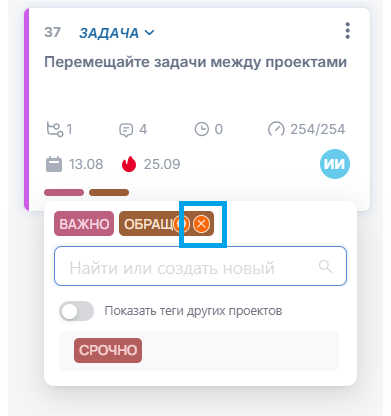 37 ЗАДАЧА
Перемещайте задачи между проектами
1 4 0 254/254
13.08 25.09 ИИ
ВАЖНО ОБРАЩ
Найти или создать новый
Показать теги других проектов
СРОЧНО